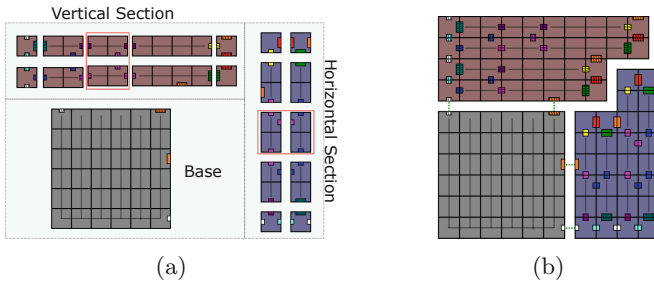 Vertical Section
Horizontal Section
Base
(a)
(b)